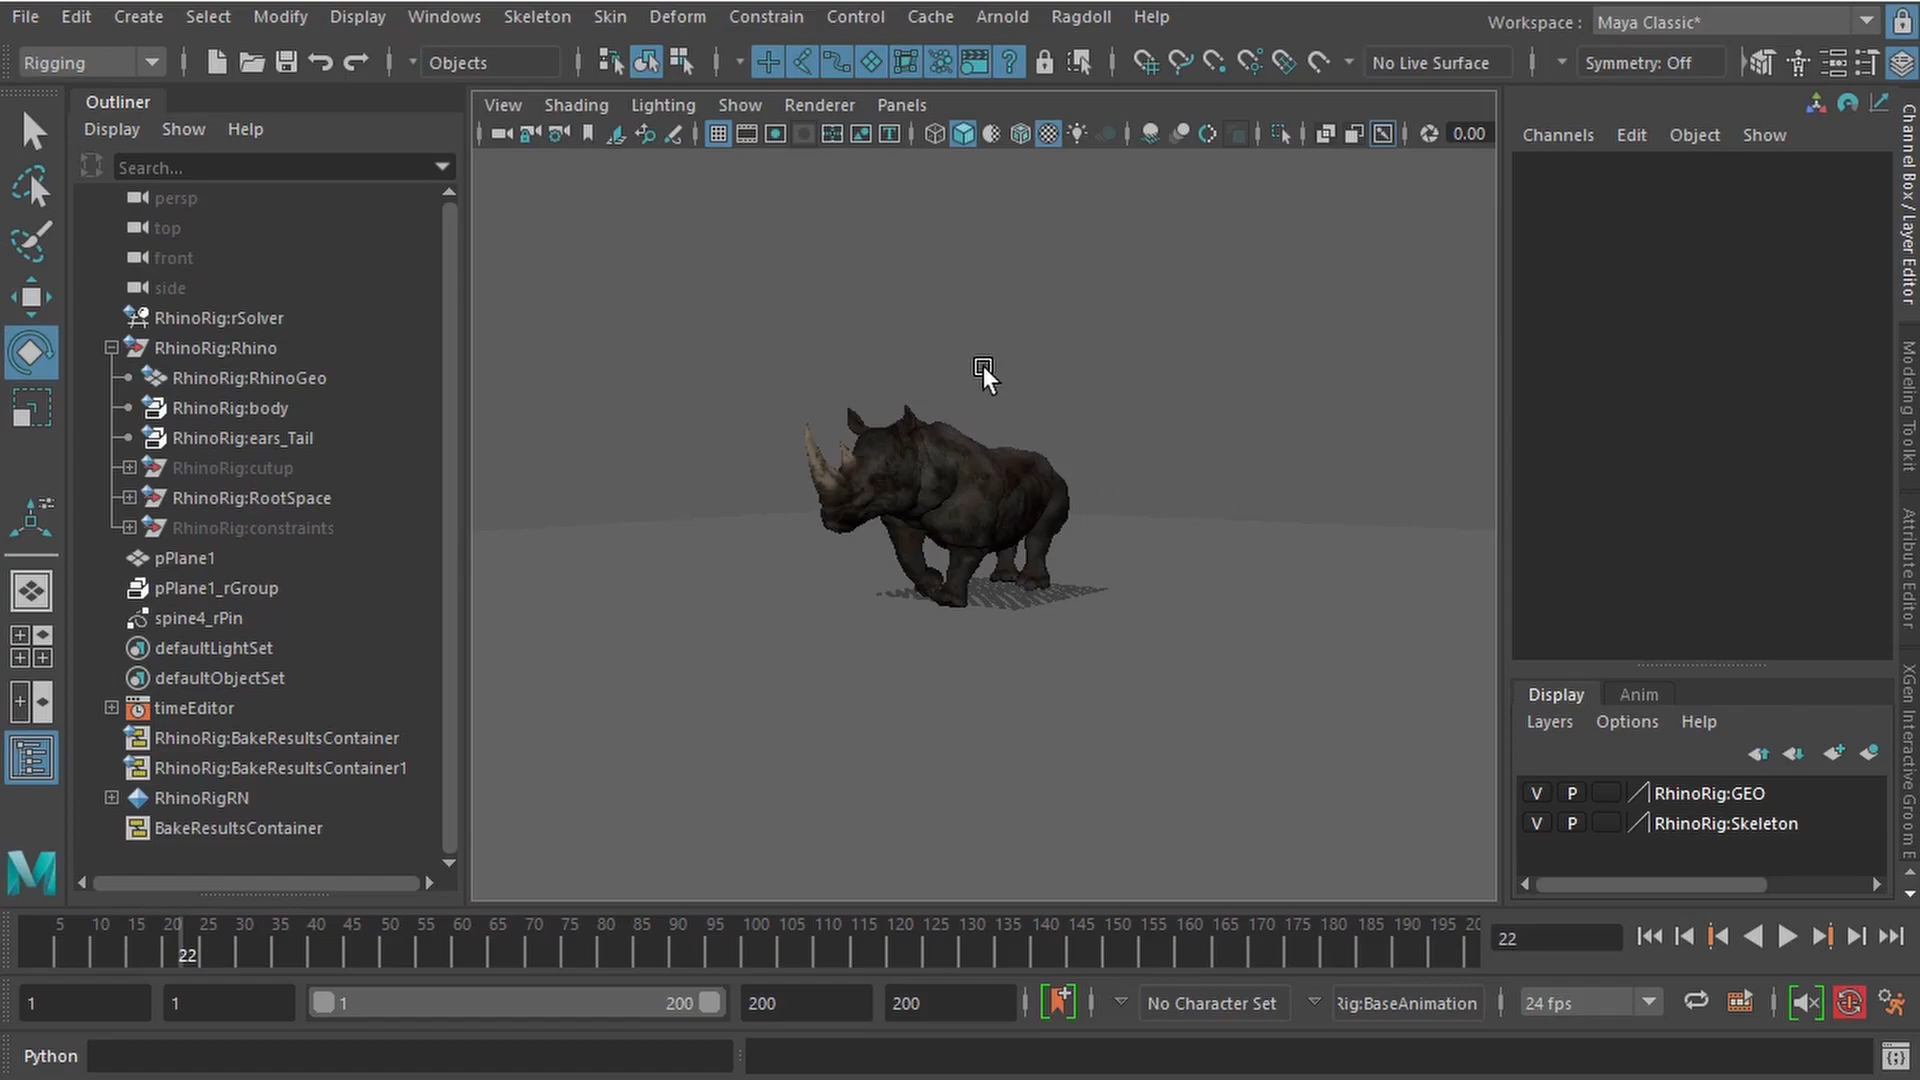 File Edit Create Select Modify Display Windows Skeleton Skin Deform Constrain Control Cache Arnold Ragdoll Help
Workspace : Maya Classic*
Rigging Objects No Live Surface Symmetry: Off
Outliner
Display Show Help
Search...
persp
top
front
side
RhinoRig:rSolver
RhinoRig:Rhino
RhinoRig:RhinoGeo
RhinoRig:body
RhinoRig:ears_Tail
RhinoRig:cutup
RhinoRig:RootSpace
RhinoRig:constraints
pPlane1
pPlane1_rGroup
spine4_rPin
defaultLightSet
defaultObjectSet
timeEditor
RhinoRig:BakeResultsContainer
RhinoRig:BakeResultsContainer1
RhinoRigRN
BakeResultsContainer
View Shading Lighting Show Renderer Panels
0.00
Channels Edit Object Show
Channel Box / Layer Editor
Modeling Toolkit
Attribute Editor
XGen Interactive Groom E
Display Anim
Layers Options Help
V P RhinoRig:GEO
V P RhinoRig:Skeleton
5 10 15 20 25 30 35 40 45 50 55 60 65 70 75 80 85 90 95 100 105 110 115 120 125 130 135 140 145 150 155 160 165 170 175 180 185 190 195 20
22
22
1 1 1 200 200 200 No Character Set Rig:BaseAnimation 24 fps
Python